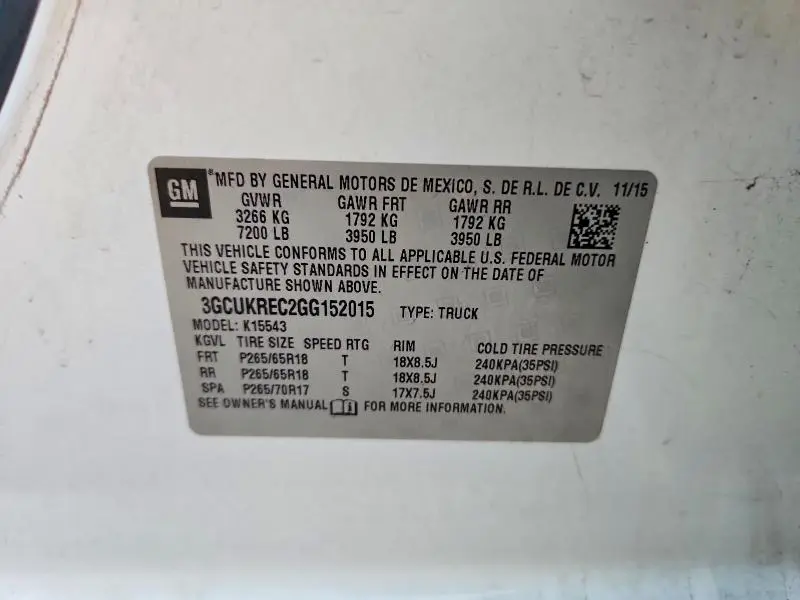 GM ® MFD BY GENERAL MOTORS DE MEXICO, S. DE R.L. DE C.V. 11/15
GVWR GAWR FRT GAWR RR
3266 KG 1792 KG 1792 KG
7200 LB 3950 LB 3950 LB
THIS VEHICLE CONFORMS TO ALL APPLICABLE U.S. FEDERAL MOTOR
VEHICLE SAFETY STANDARDS IN EFFECT ON THE DATE OF
MANUFACTURE SHOWN ABOVE.
3GCUKREC2GG152015 TYPE: TRUCK
MODEL: K15543
KGVL TIRE SIZE SPEED RTG RIM COLD TIRE PRESSURE
FRT P265/65R18 T 18X8.5J 240KPA(35PSI)
RR P265/65R18 T 18X8.5J 240KPA(35PSI)
SPA P265/70R17 S 17X7.5J 240KPA(35PSI)
SEE OWNER'S MANUAL FOR MORE INFORMATION.